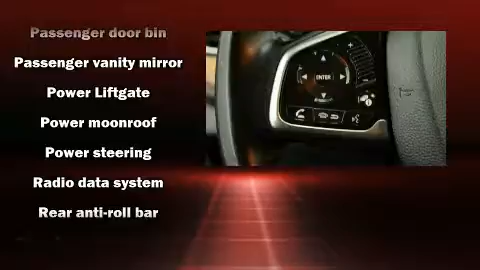 Passenger door bin
Passenger vanity mirror
Power Liftgate
Power moonroof
Power steering
Radio data system
Rear anti-roll bar
ENTER